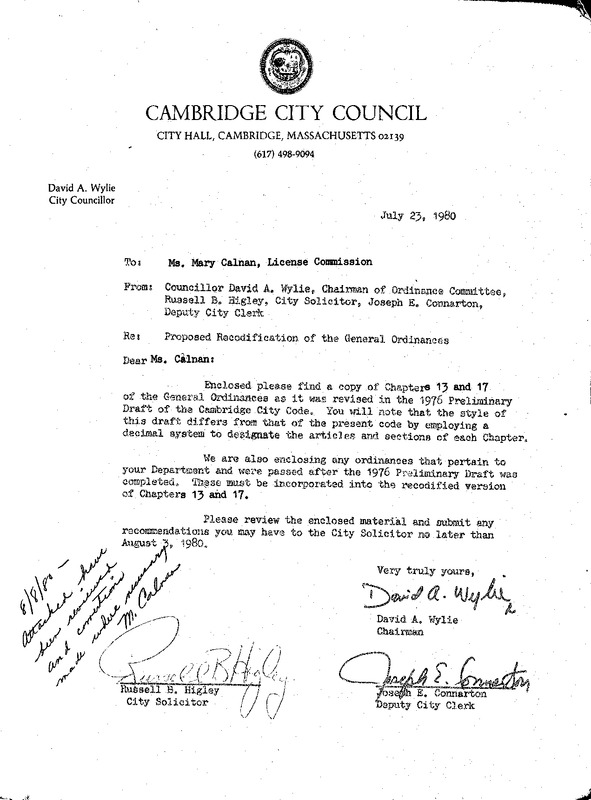 CAMBRIDGE CITY COUNCIL
CITY HALL, CAMBRIDGE, MASSACHUSETTS 02139
(617) 498-9094
David A. Wylie
City Councillor
July 23, 1980
To: Ms. Mary Calnan, License Commission
From: Councillor David A. Wylie, Chairman of Ordinance Committee,
Russell B. Higley, City Solicitor, Joseph E. Connarton,
Deputy City Clerk
Re: Proposed Recodification of the General Ordinances
Dear Ms. Calnan:
Enclosed please find a copy of Chapters 13 and 17
of the General Ordinances as it was revised in the 1976 Preliminary
Draft of the Cambridge City Code. You will note that the style of
this draft differs from that of the present code by employing a
decimal system to designate the articles and sections of each Chapter.
We are also enclosing any ordinances that pertain to
your Department and were passed after the 1976 Preliminary Draft was
completed. These must be incorporated into the recodified version
of Chapters 13 and 17.
Please review the enclosed material and submit any
recommendations you may have to the City Solicitor no later than
August 3, 1980.
8/8/80 -
Attached have
been reviewed
and corrections
made where necessary
M. Calnan
Very truly yours,
David A. Wylie
David A. Wylie
Chairman
Russell B Higley
Russell B. Higley
City Solicitor
Joseph E. Connarton
Joseph E. Connarton
Deputy City Clerk